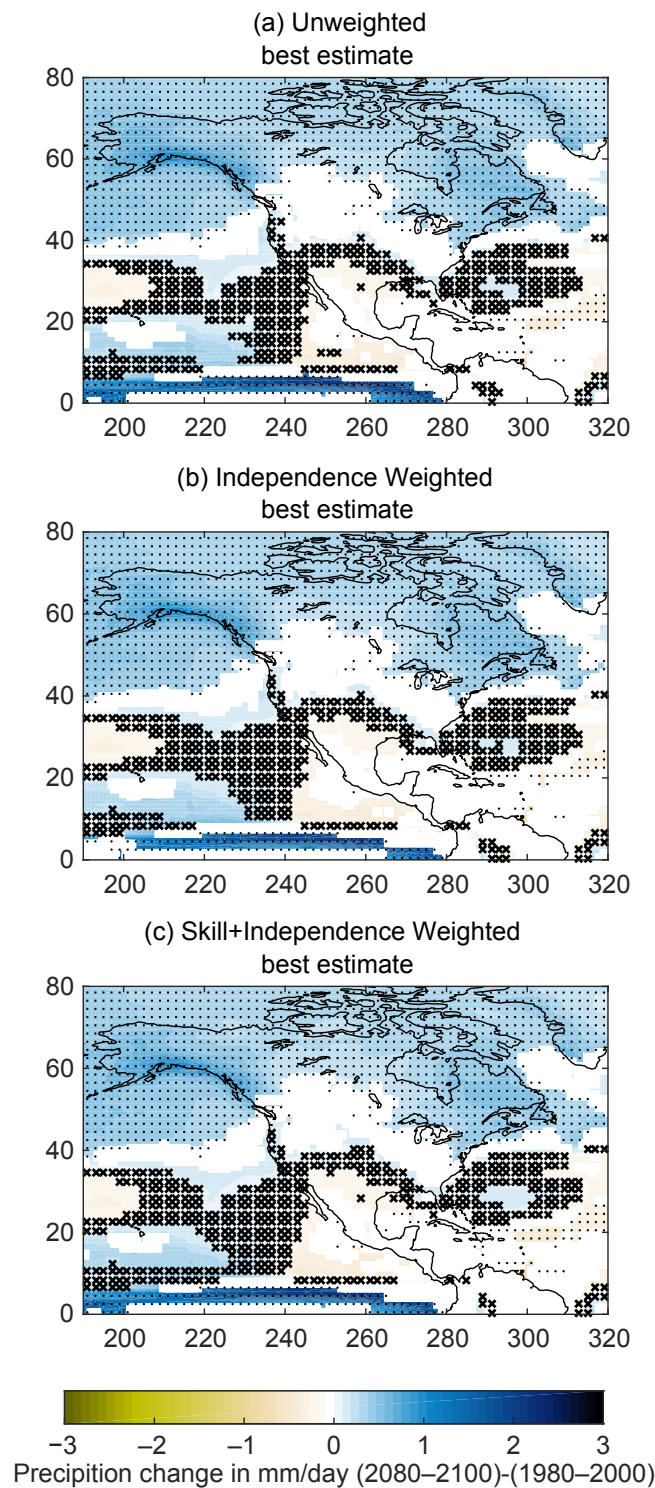 (a) Unweighted
best estimate
80
60
40
20
0
200 220 240 260 280 300 320
(b) Independence Weighted
best estimate
80
60
40
20
0
200 220 240 260 280 300 320
(c) Skill+Independence Weighted
best estimate
80
60
40
20
0
200 220 240 260 280 300 320
−3 −2 −1 0 1 2 3
Precipition change in mm/day (2080–2100)-(1980–2000)